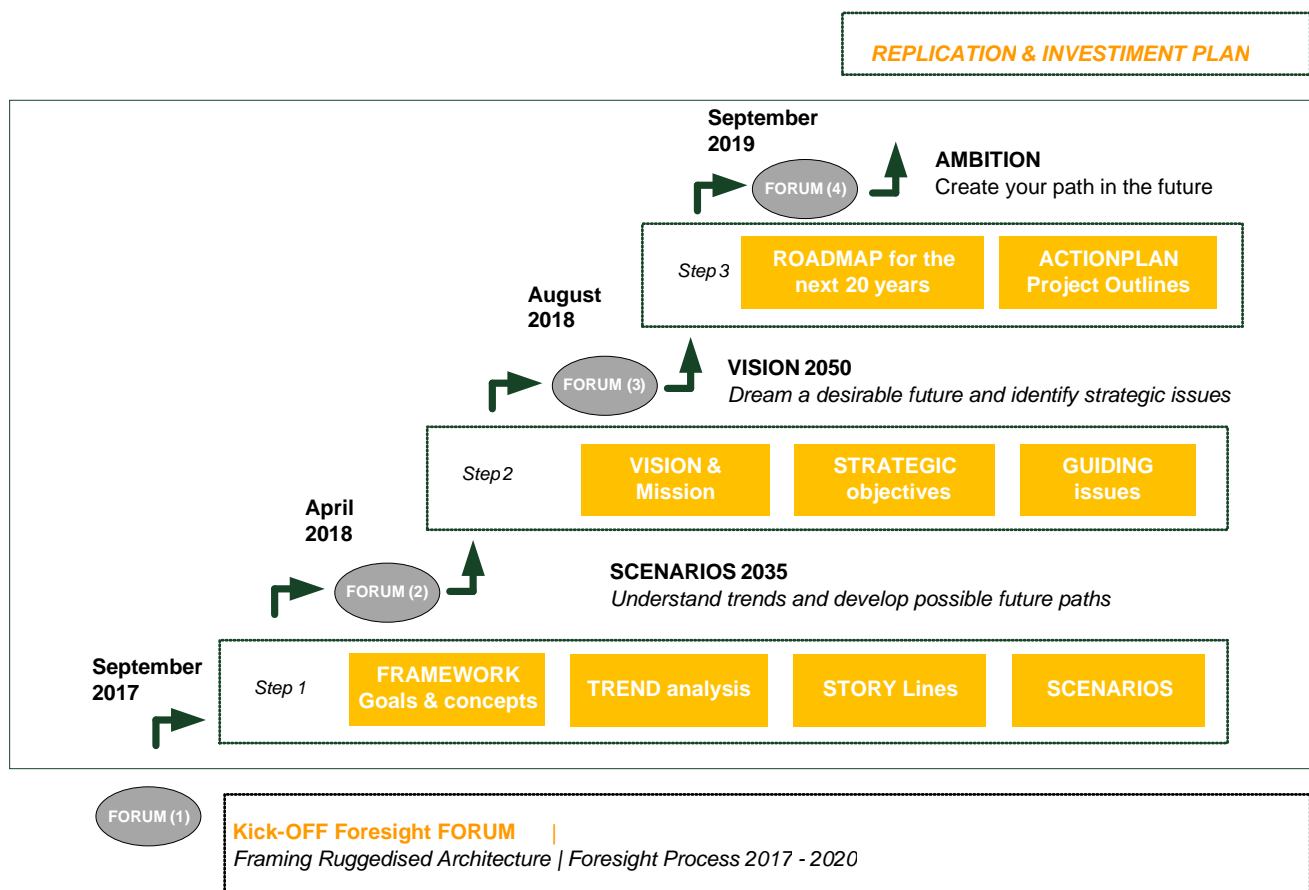 REPLICATION & INVESTIMENT PLAN
September
2019
FORUM (4)
AMBITION
Create your path in the future
Step 3
ROADMAP for the
next 20 years
ACTIONPLAN
Project Outlines
August
2018
FORUM (3)
VISION 2050
Dream a desirable future and identify strategic issues
Step 2
VISION &
Mission
STRATEGIC
objectives
GUIDING
issues
April
2018
FORUM (2)
SCENARIOS 2035
Understand trends and develop possible future paths
September
2017
Step 1
FRAMEWORK
Goals & concepts
TREND analysis
STORY Lines
SCENARIOS
FORUM (1)
Kick-OFF Foresight FORUM |
Framing Ruggedised Architecture | Foresight Process 2017 - 2020